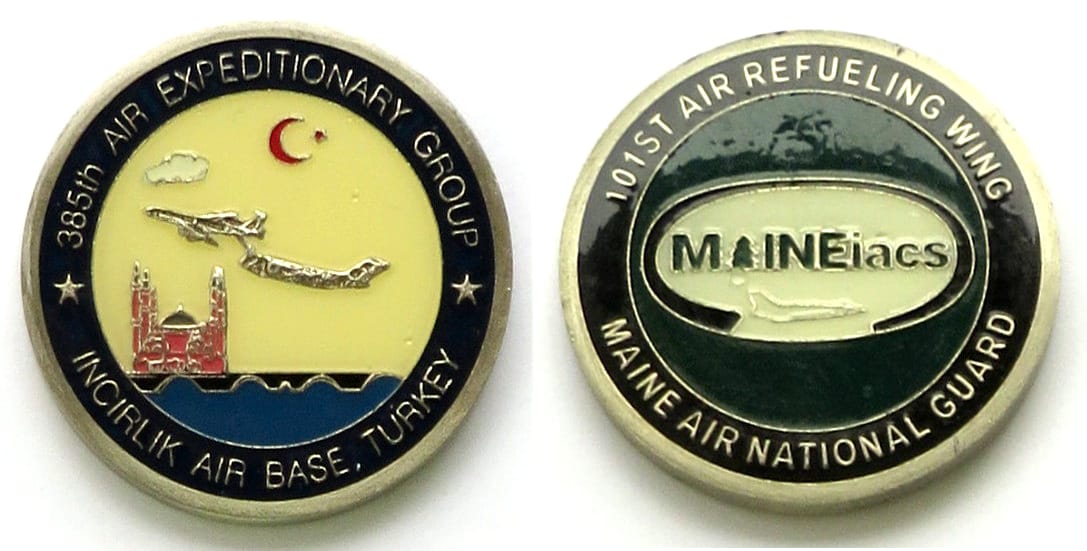 385th AIR EXPEDITIONARY GROUP
INCIRLIK AIR BASE, TURKEY
101ST AIR REFUELING WING
MAINEiacs
MAINE AIR NATIONAL GUARD